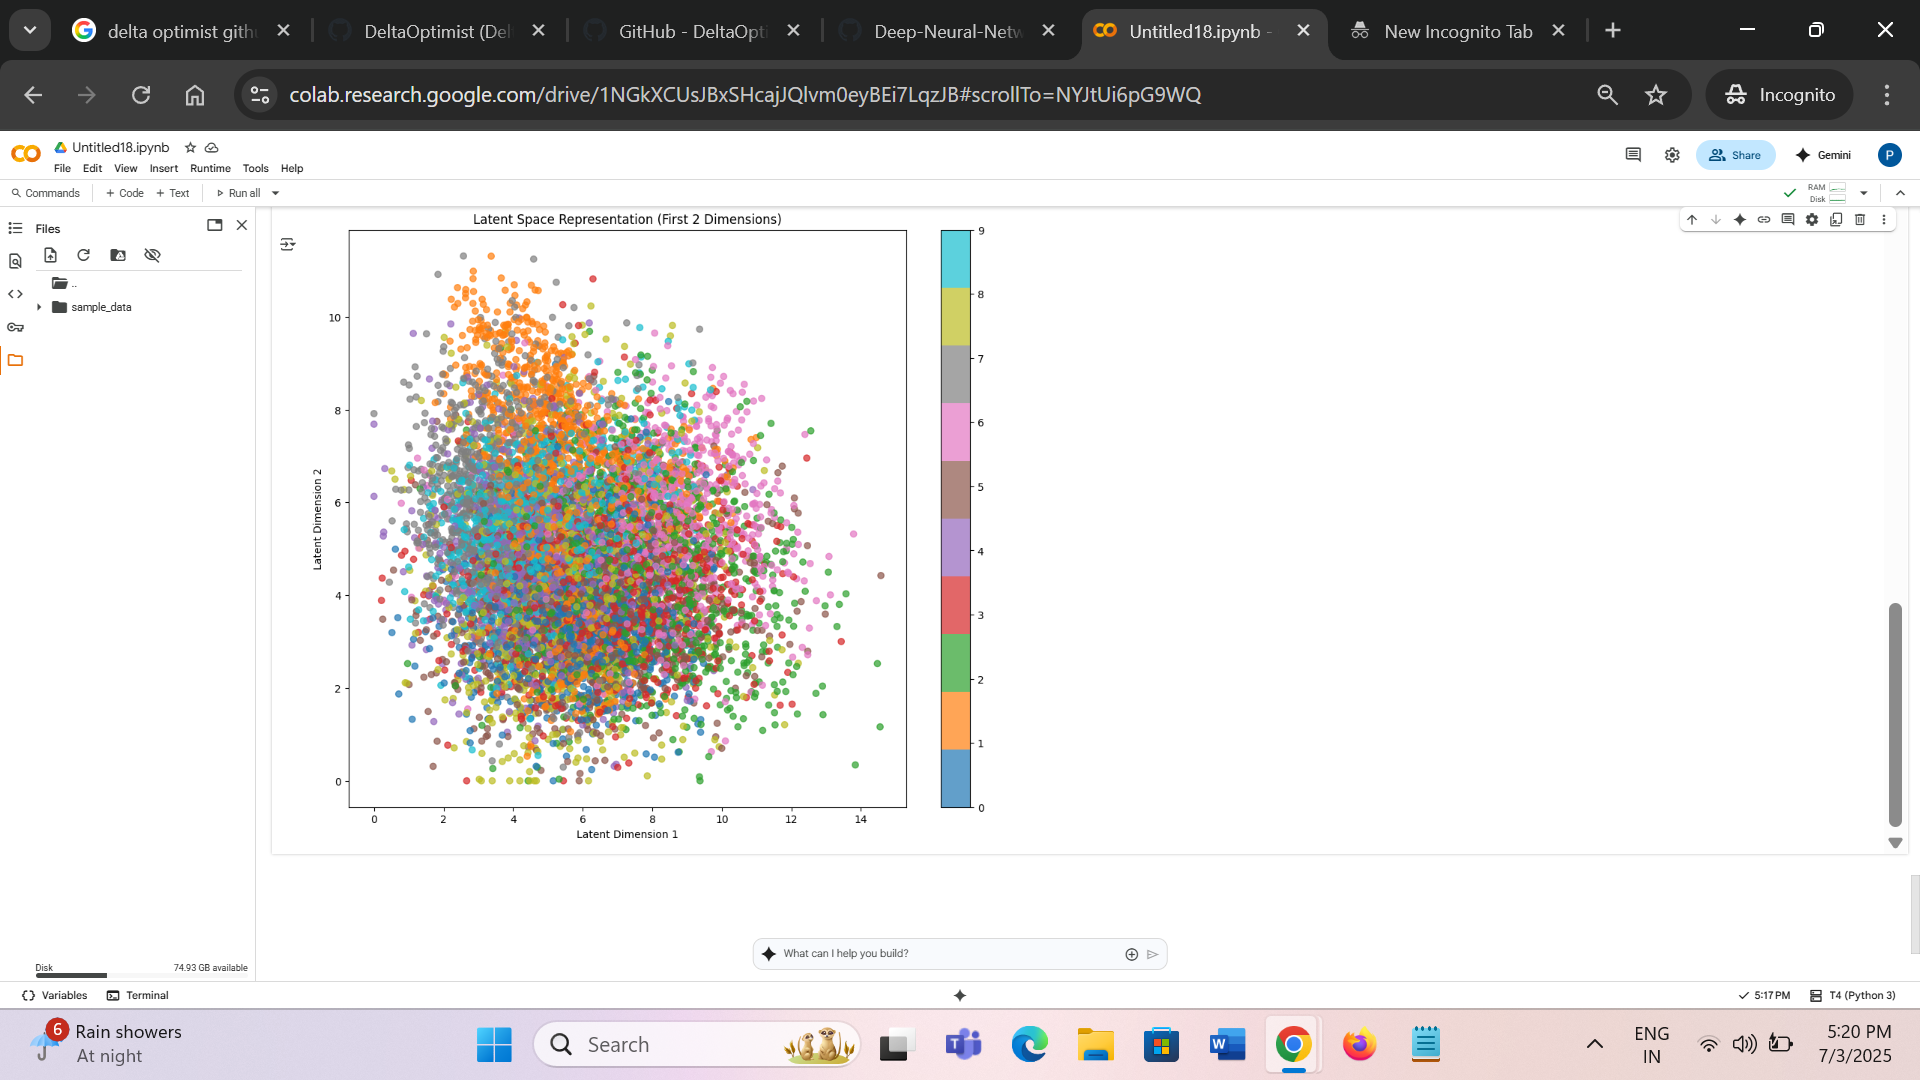 delta optimist gith
DeltaOptimist (Del
GitHub - DeltaOpti
Deep-Neural-Netw
Untitled18.ipynb -
New Incognito Tab
colab.research.google.com/drive/1NGkXCUsJBxSHcajJQlvm0eyBEi7LqzJB#scrollTo=NYJtUi6pG9WQ
Incognito
Untitled18.ipynb
File Edit View Insert Runtime Tools Help
Share
Gemini
P
Commands
+ Code + Text
Run all
RAM
Disk
Files
..
sample_data
Latent Space Representation (First 2 Dimensions)
Latent Dimension 2
10
8
6
4
2
0
0 2 4 6 8 10 12 14
Latent Dimension 1
9
8
7
6
5
4
3
2
1
0
What can I help you build?
Disk 74.93 GB available
Variables Terminal
5:17 PM T4 (Python 3)
6
Rain showers
At night
Search
ENG
IN
5:20 PM
7/3/2025